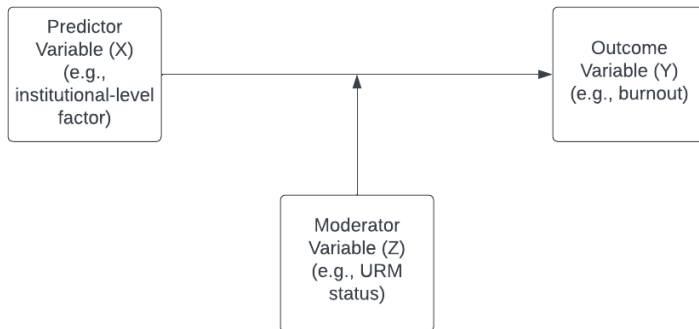 Predictor
Variable (X)
(e.g.,
institutional-level
factor)
Outcome
Variable (Y)
(e.g., burnout)
Moderator
Variable (Z)
(e.g., URM
status)